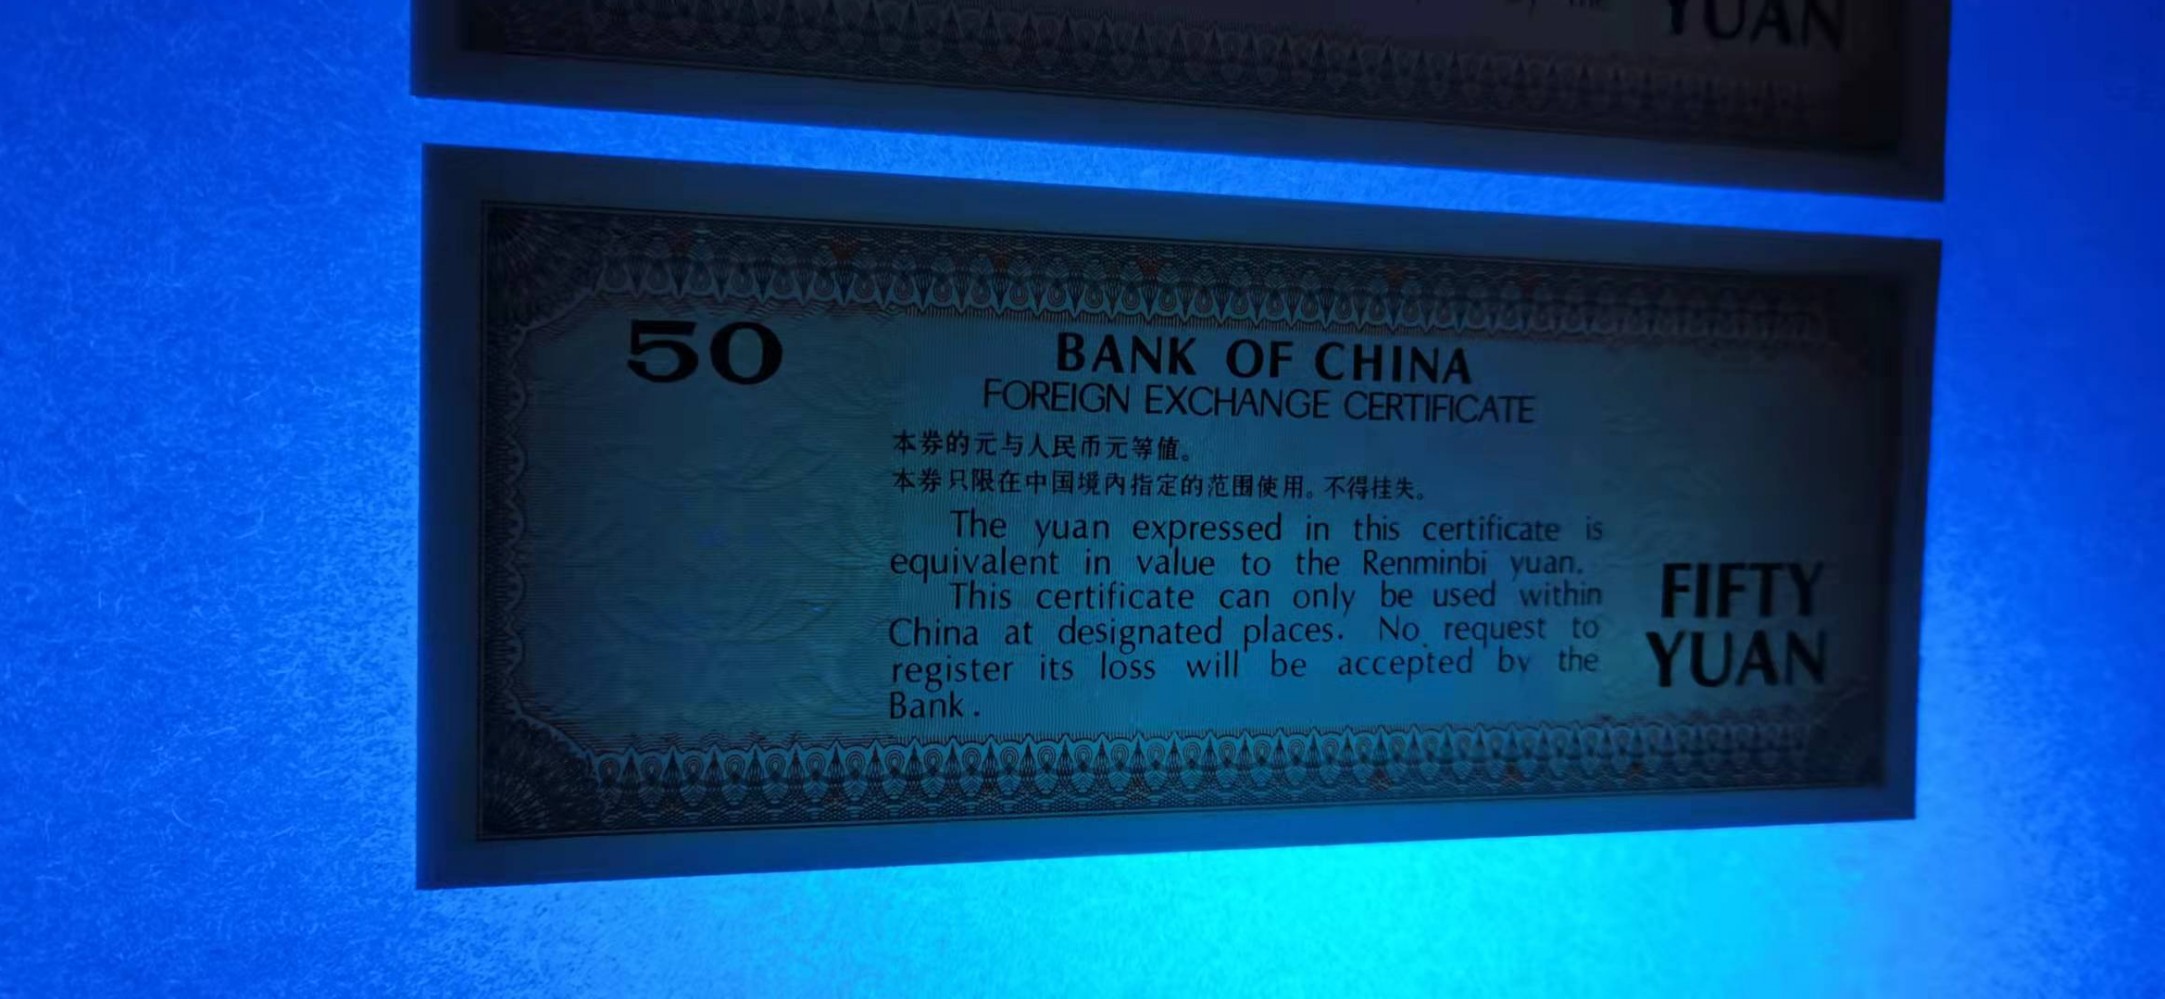 YUAN
50
BANK OF CHINA
FOREIGN EXCHANGE CERTIFICATE
本券的元与人民币元等值。
本券只限在中国境内指定的范围使用。不得挂失。
The yuan expressed in this certificate is
equivalent in value to the Renminbi yuan.
This certificate can only be used within
China at designated places. No request to
register its loss will be accepted by the
Bank.
FIFTY
YUAN